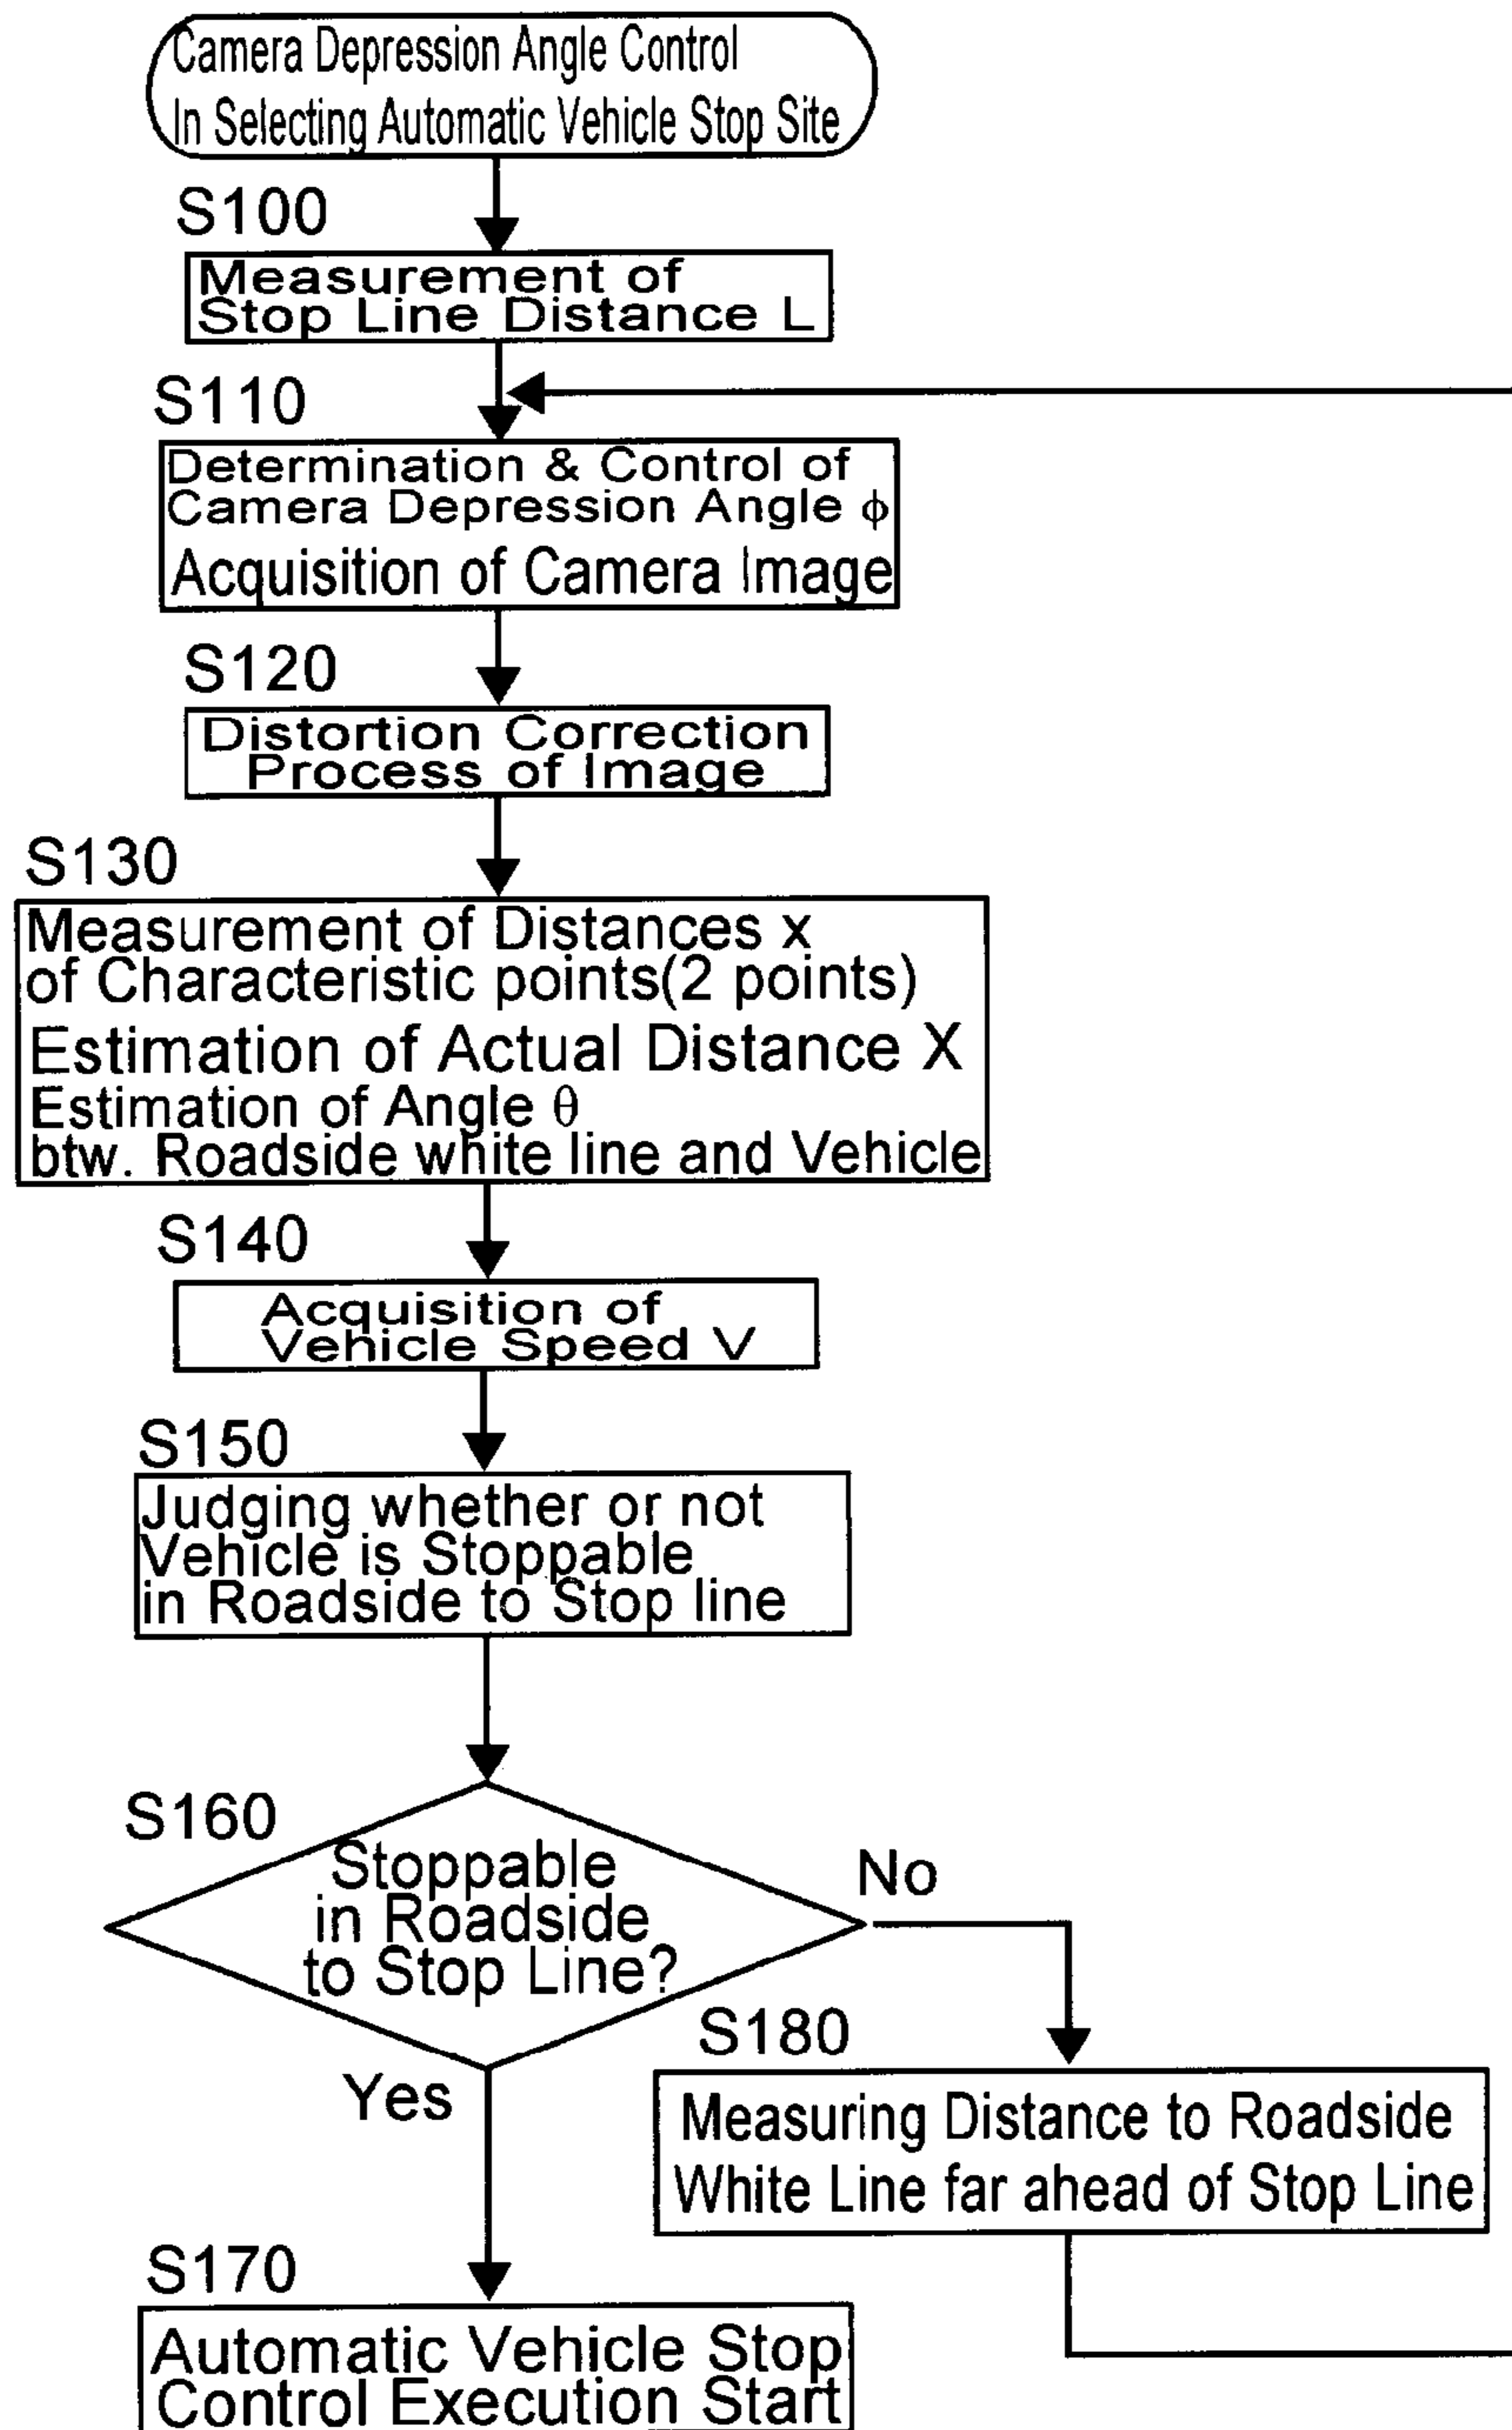 Camera Depression Angle Control
In Selecting Automatic Vehicle Stop Site
S100
Measurement of
Stop Line Distance L
S110
Determination & Control of
Camera Depression Angle ϕ
Acquisition of Camera Image
S120
Distortion Correction
Process of Image
S130
Measurement of Distances x
of Characteristic points(2 points)
Estimation of Actual Distance X
Estimation of Angle θ
btw. Roadside white line and Vehicle
S140
Acquisition of
Vehicle Speed V
S150
Judging whether or not
Vehicle is Stoppable
in Roadside to Stop line
S160
Stoppable
in Roadside
to Stop Line?
No
Yes
S180
Measuring Distance to Roadside
White Line far ahead of Stop Line
S170
Automatic Vehicle Stop
Control Execution Start